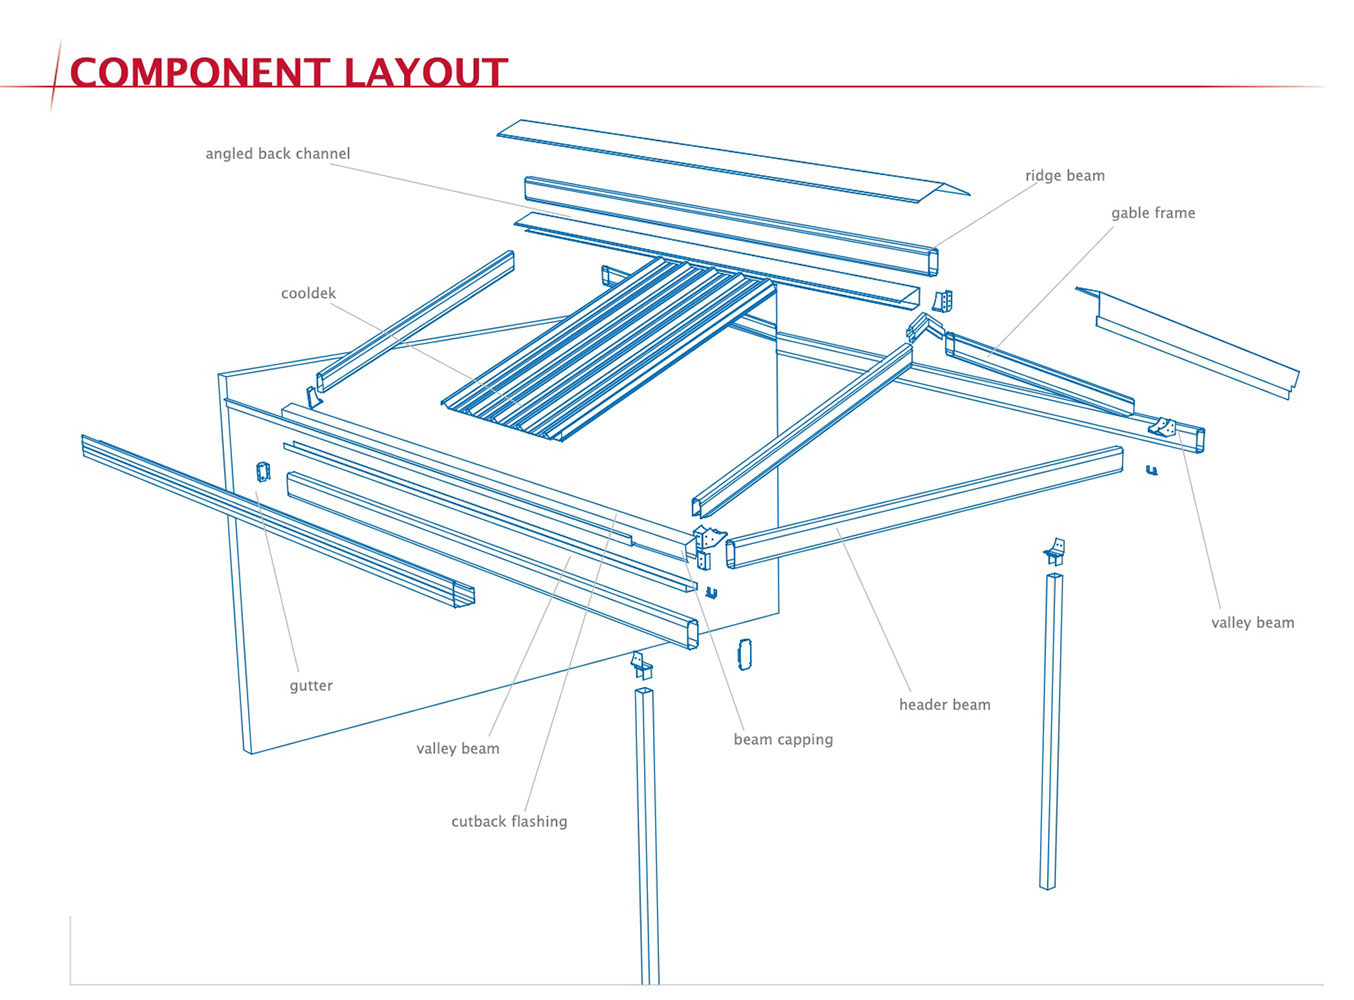 COMPONENT LAYOUT
angled back channel
ridge beam
gable frame
cooldek
valley beam
gutter
header beam
valley beam
beam capping
cutback flashing